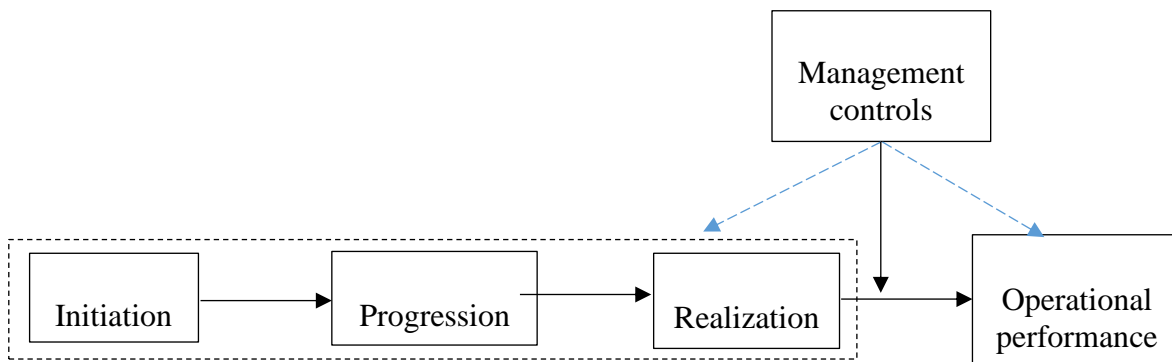 Management
controls
Initiation
Progression
Realization
Operational
performance